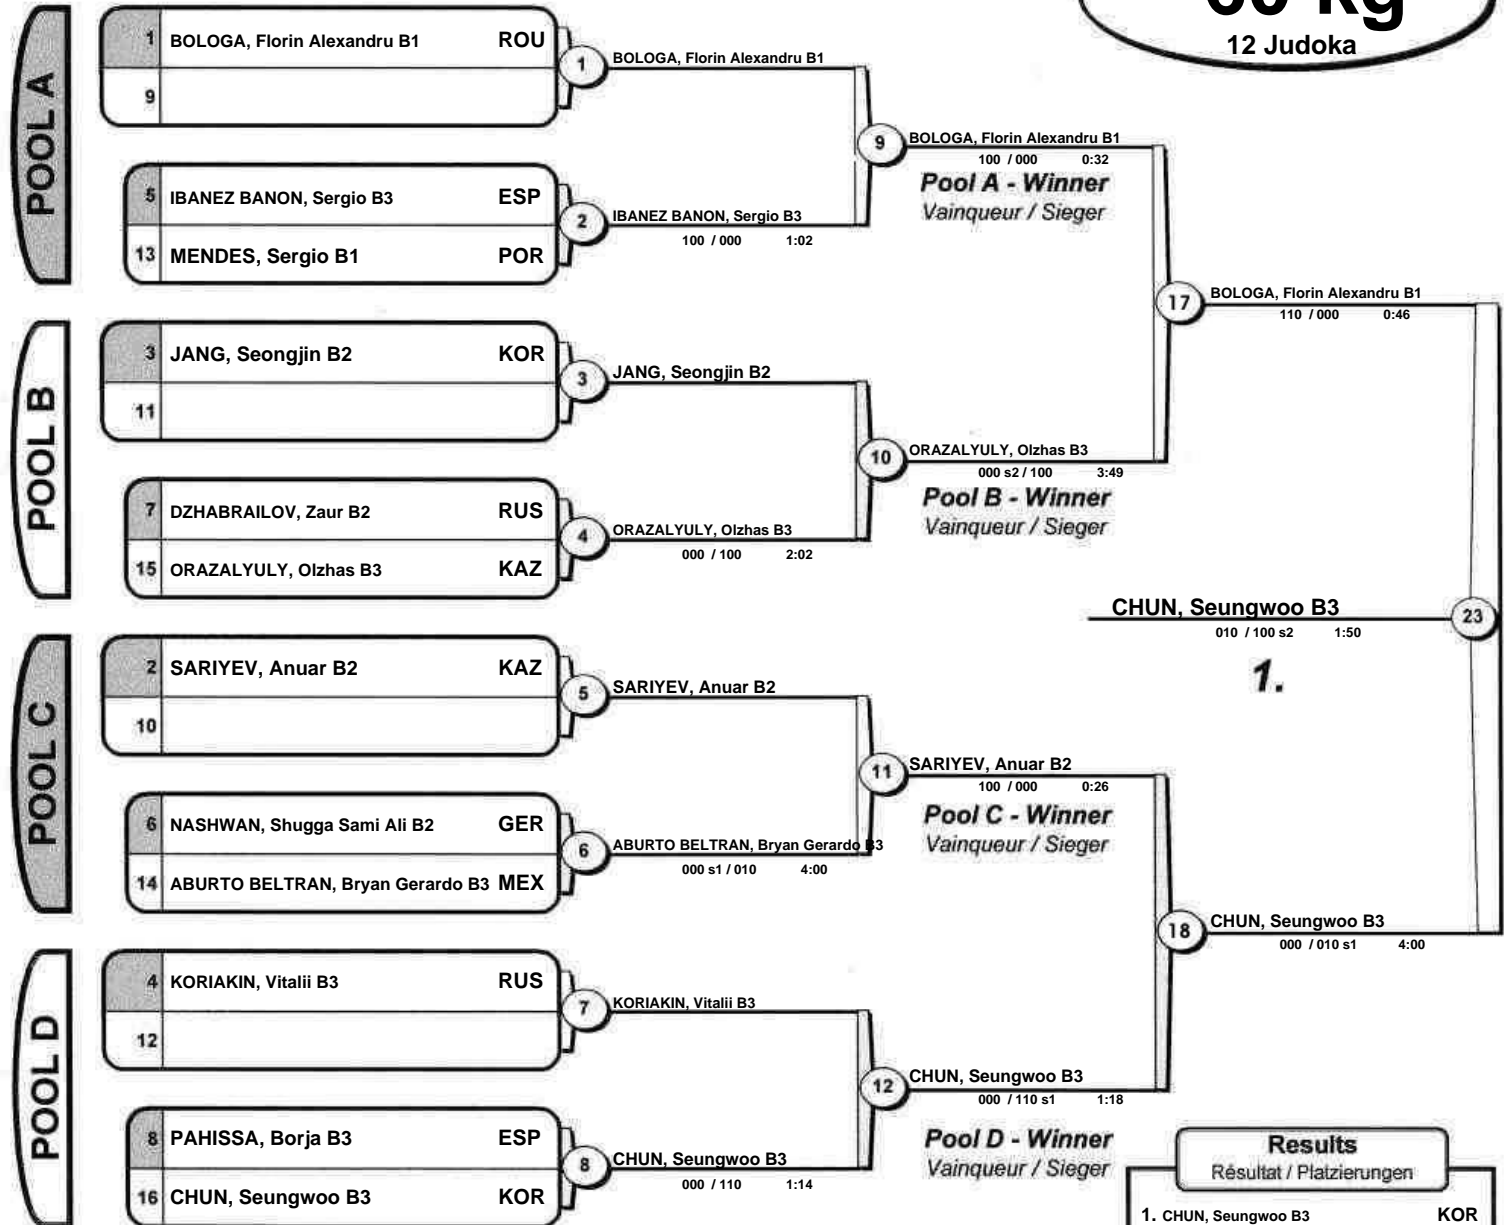 12 Judoka
POOL A
1 BOLOGA, Florin Alexandru B1 ROU
9
1
BOLOGA, Florin Alexandru B1
5 IBANEZ BANON, Sergio B3 ESP
13 MENDES, Sergio B1 POR
2
IBANEZ BANON, Sergio B3
100 / 000 1:02
9
BOLOGA, Florin Alexandru B1
100 / 000 0:32
Pool A - Winner
Vainqueur / Sieger
POOL B
3 JANG, Seongjin B2 KOR
11
3
JANG, Seongjin B2
7 DZHABRAILOV, Zaur B2 RUS
15 ORAZALYULY, Olzhas B3 KAZ
4
ORAZALYULY, Olzhas B3
000 / 100 2:02
10
ORAZALYULY, Olzhas B3
000 s2 / 100 3:49
Pool B - Winner
Vainqueur / Sieger
17
BOLOGA, Florin Alexandru B1
110 / 000 0:46
POOL C
2 SARIYEV, Anuar B2 KAZ
10
5
SARIYEV, Anuar B2
6 NASHWAN, Shugga Sami Ali B2 GER
14 ABURTO BELTRAN, Bryan Gerardo B3 MEX
6
ABURTO BELTRAN, Bryan Gerardo B3
000 s1 / 010 4:00
11
SARIYEV, Anuar B2
100 / 000 0:26
Pool C - Winner
Vainqueur / Sieger
POOL D
4 KORIAKIN, Vitalii B3 RUS
12
7
KORIAKIN, Vitalii B3
8 PAHISSA, Borja B3 ESP
16 CHUN, Seungwoo B3 KOR
8
CHUN, Seungwoo B3
000 / 110 1:14
12
CHUN, Seungwoo B3
000 / 110 s1 1:18
Pool D - Winner
Vainqueur / Sieger
18
CHUN, Seungwoo B3
000 / 010 s1 4:00
CHUN, Seungwoo B3
010 / 100 s2 1:50
23
1.
Results
Résultat / Platzierungen
1. CHUN, Seungwoo B3 KOR